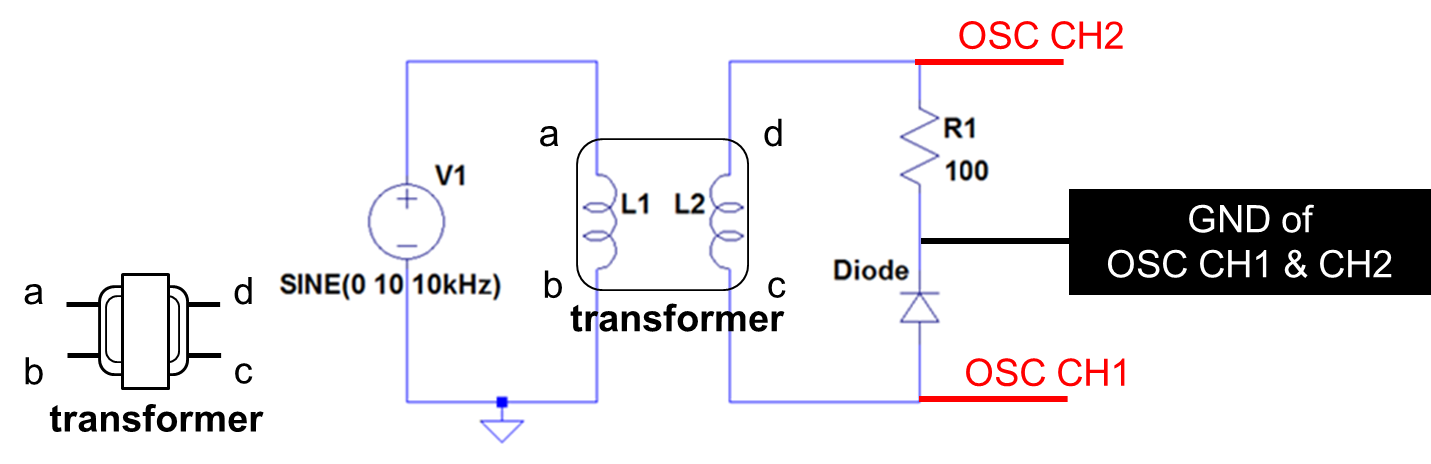 OSC CH2
a
d
R1
100
V1
L1
L2
GND of
OSC CH1 & CH2
Diode
SINE(0 10 10kHz)
b
c
transformer
a
d
b
c
transformer
OSC CH1